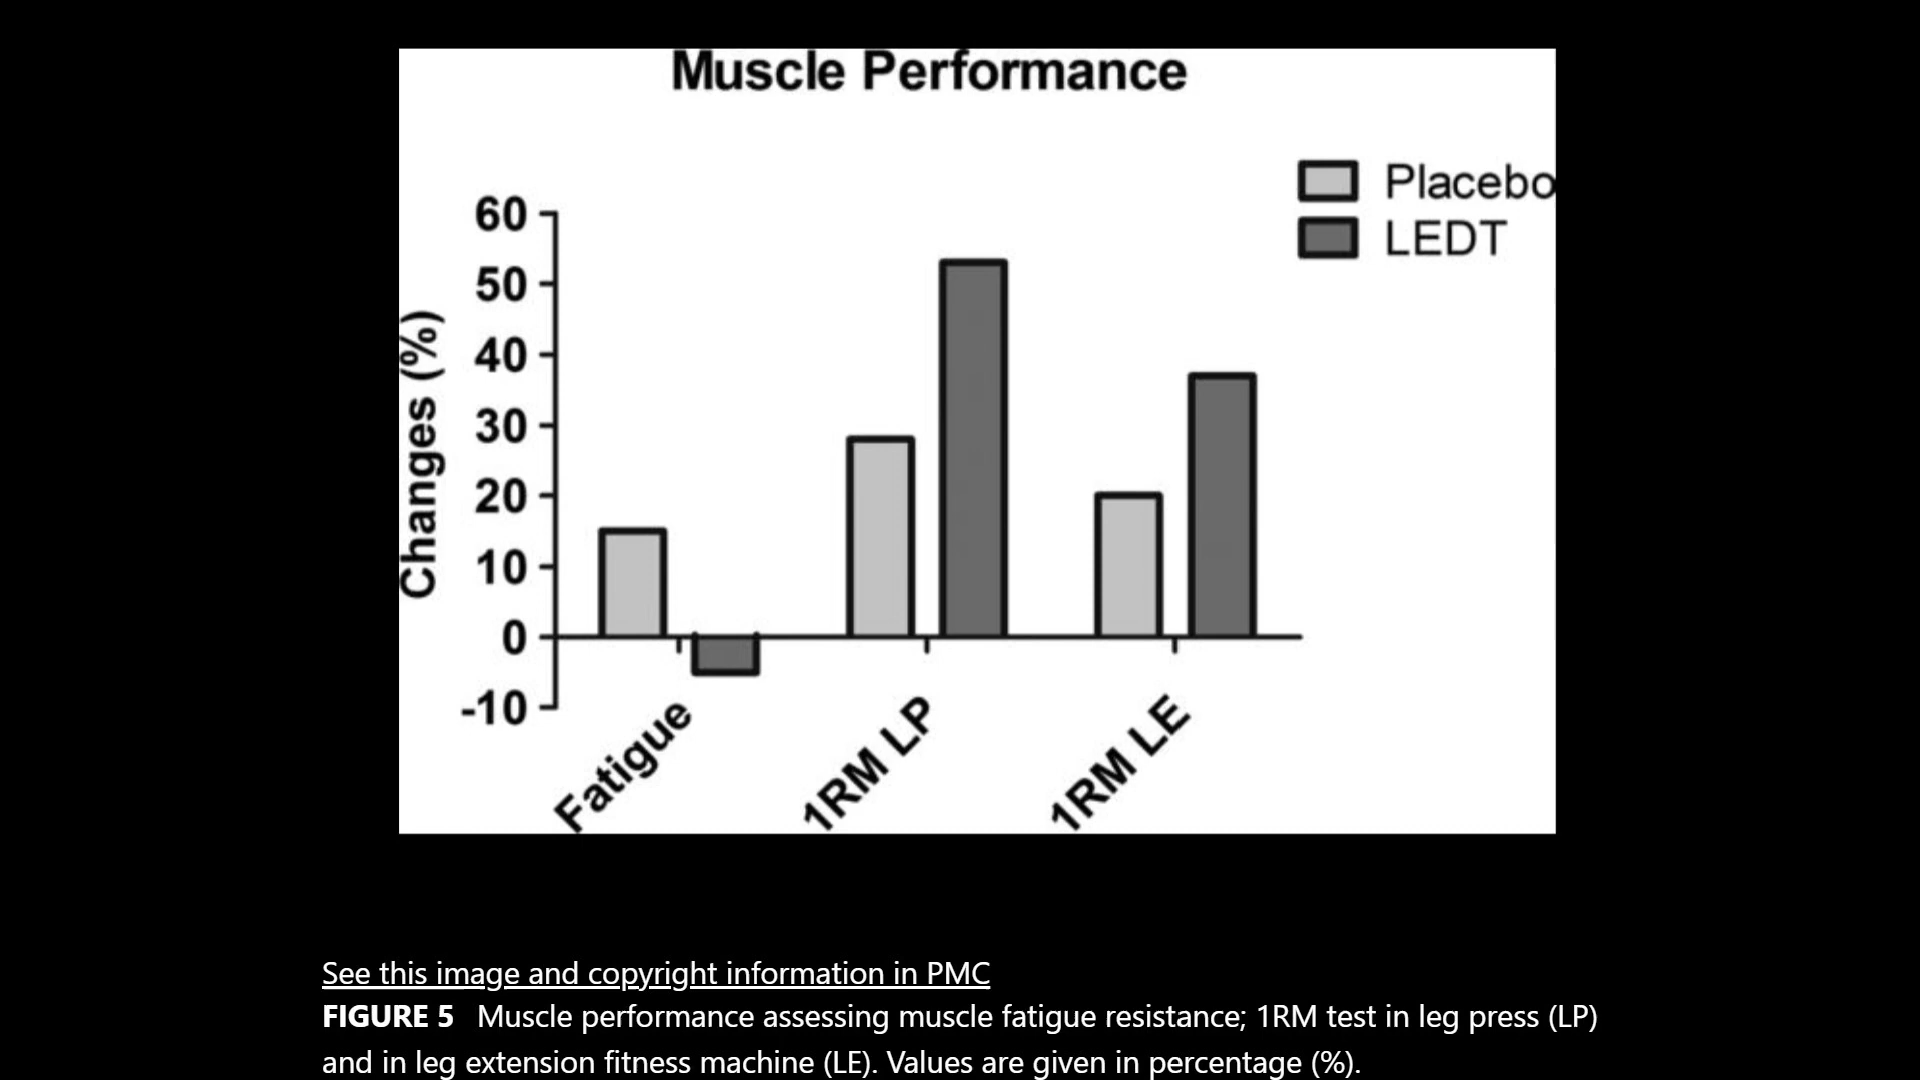 Muscle Performance
Placebo
LEDT
Changes (%)
60
50
40
30
20
10
0
-10
Fatigue
1RM LP
1RM LE
See this image and copyright information in PMC
FIGURE 5 Muscle performance assessing muscle fatigue resistance; 1RM test in leg press (LP)
and in leg extension fitness machine (LE). Values are given in percentage (%).